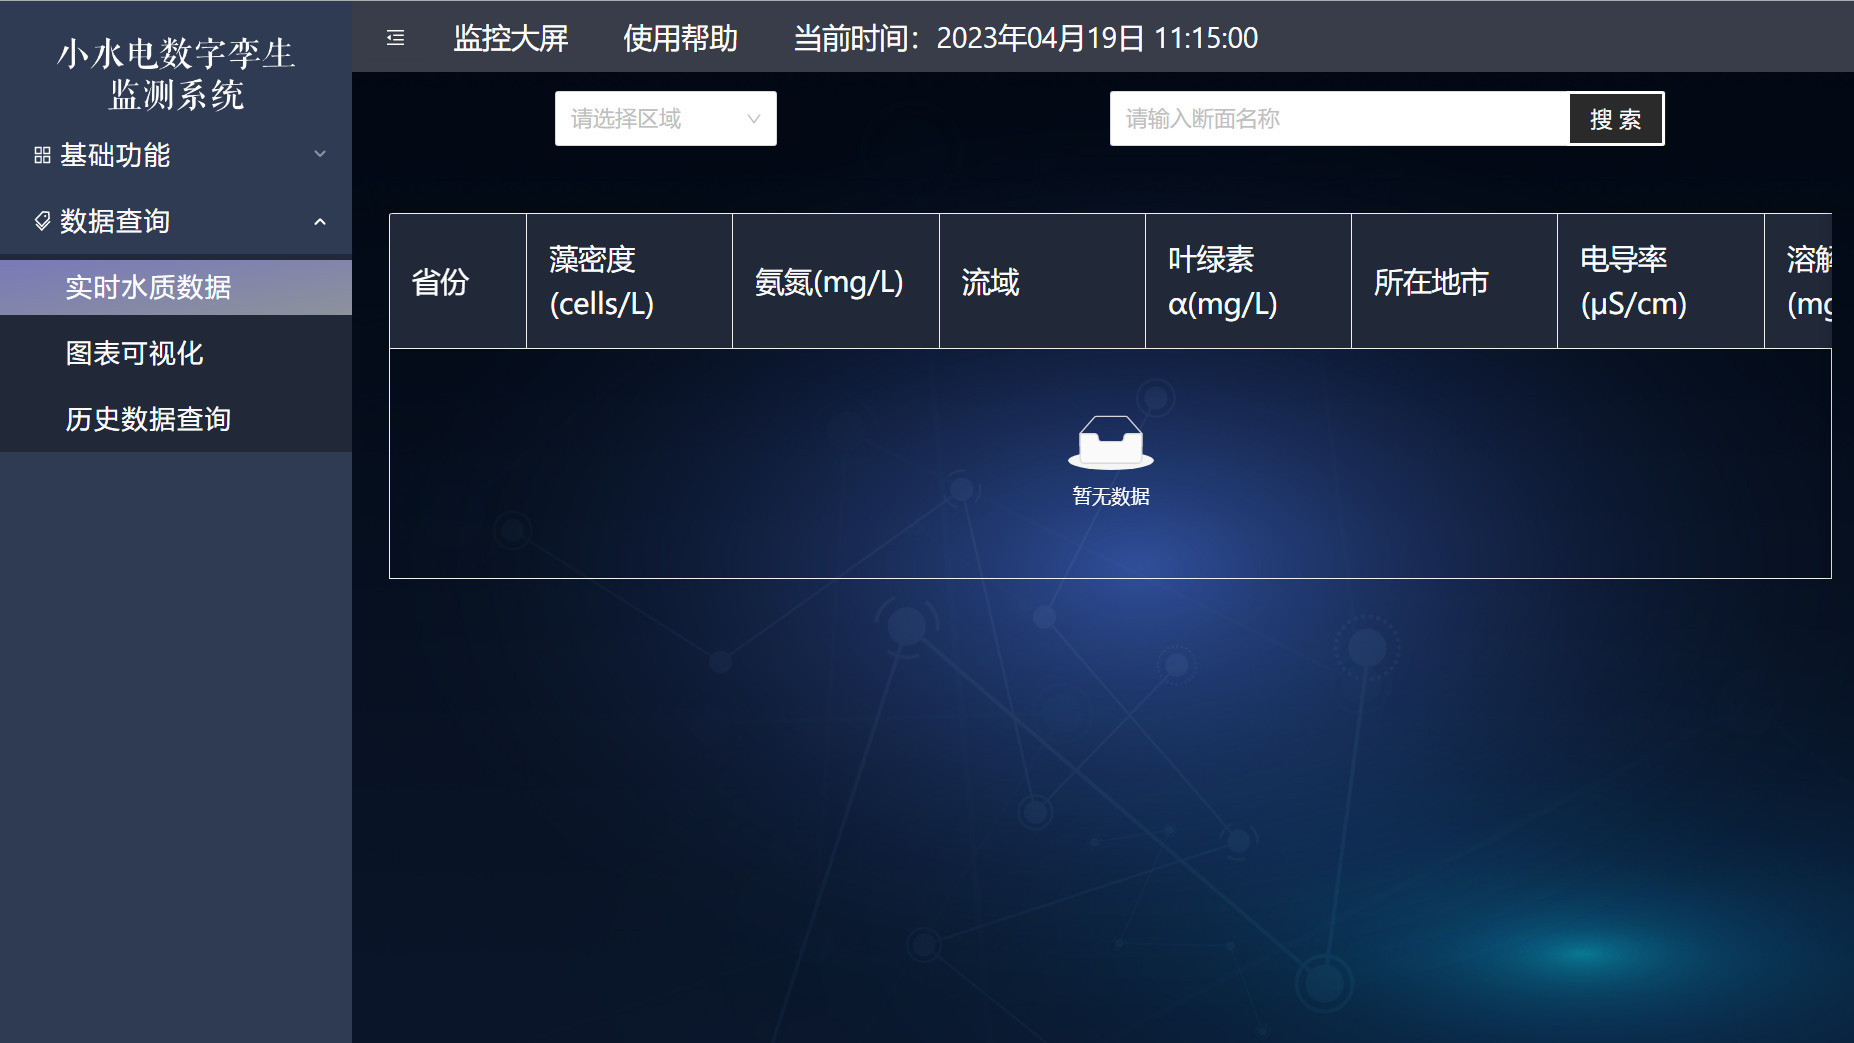 小水电数字孪生
监测系统
基础功能
数据查询
实时水质数据
图表可视化
历史数据查询
监控大屏 使用帮助 当前时间：2023年04月19日 11:15:00
请选择区域 请输入断面名称 搜 索
省份
藻密度
(cells/L)
氨氮(mg/L)
流域
叶绿素
α(mg/L)
所在地市
电导率
(μS/cm)
溶解
(mg
暂无数据